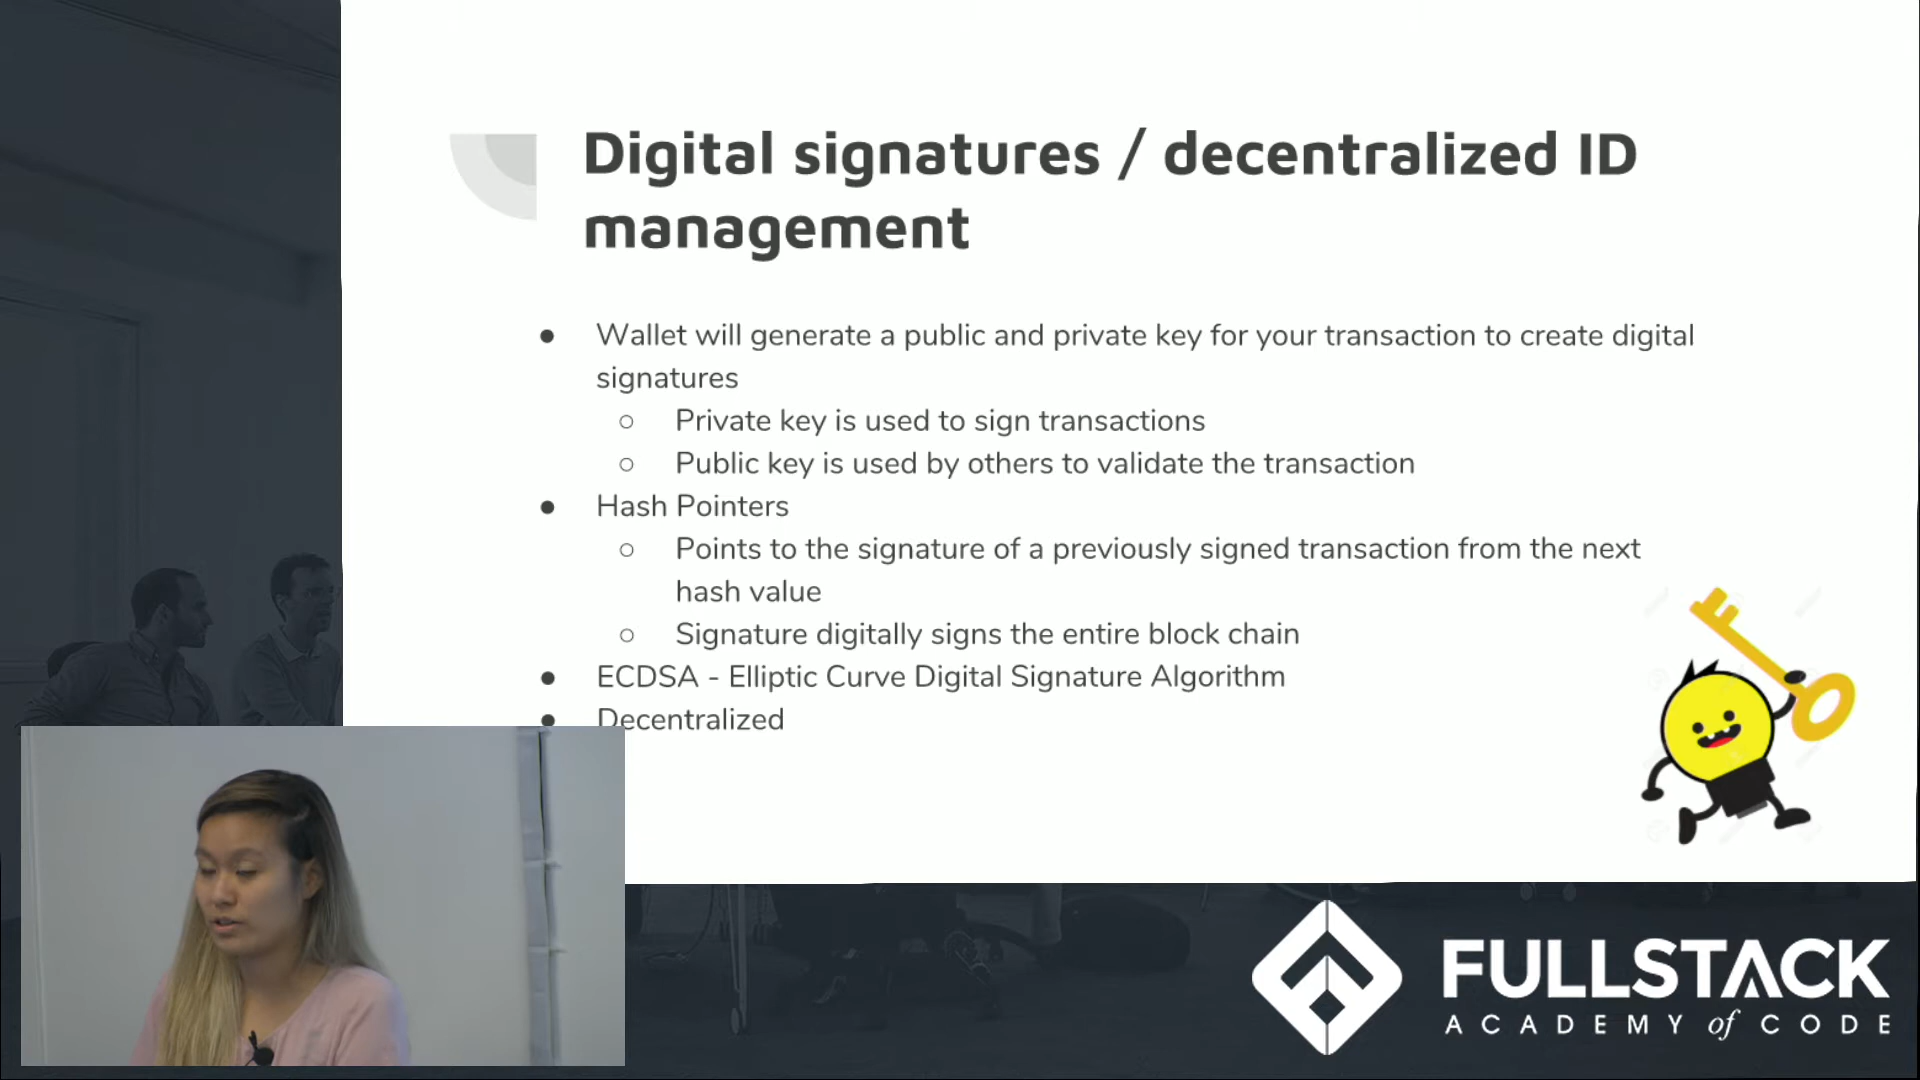 Digital signatures / decentralized ID
management
● Wallet will generate a public and private key for your transaction to create digital
signatures
○ Private key is used to sign transactions
○ Public key is used by others to validate the transaction
● Hash Pointers
○ Points to the signature of a previously signed transaction from the next
hash value
○ Signature digitally signs the entire block chain
● ECDSA - Elliptic Curve Digital Signature Algorithm
● Decentralized
FULLSTACK
ACADEMY of CODE